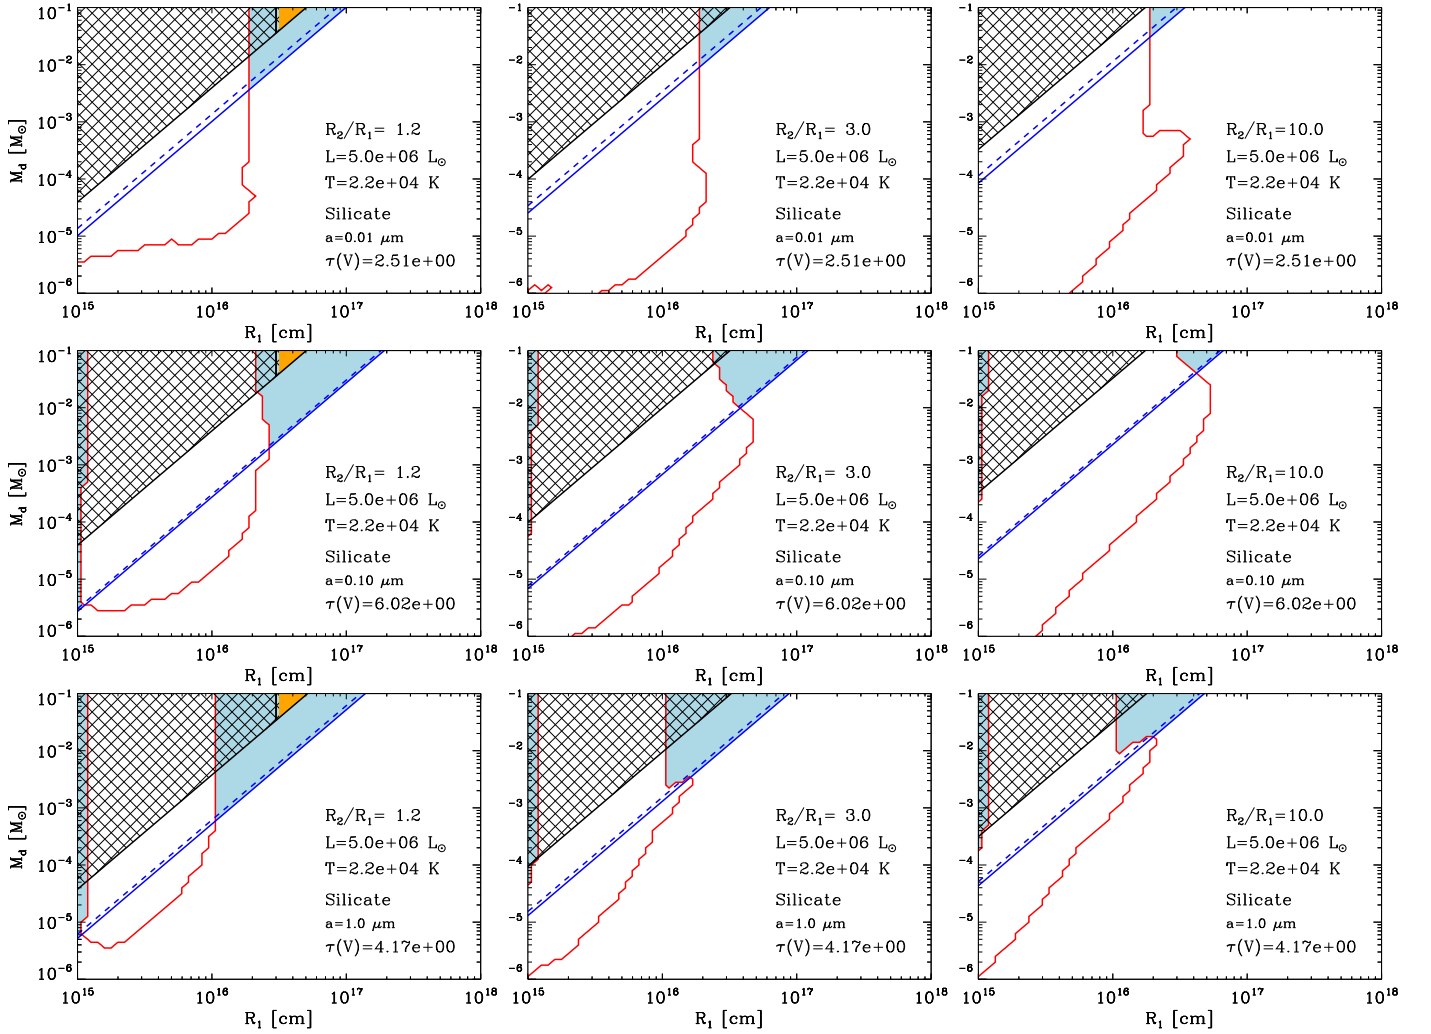 10⁻¹
10⁻²
10⁻³
10⁻⁴
10⁻⁵
10⁻⁶
M_d [M_⊙]
R₂/R₁= 1.2
L=5.0e+06 L_⊙
T=2.2e+04 K
Silicate
a=0.01 μm
τ(V)=2.51e+00
10¹⁵ 10¹⁶ 10¹⁷ 10¹⁸
R₁ [cm]
-1
-2
-3
-4
-5
-6
R₂/R₁= 3.0
L=5.0e+06 L_⊙
T=2.2e+04 K
Silicate
a=0.01 μm
τ(V)=2.51e+00
10¹⁵ 10¹⁶ 10¹⁷ 10¹⁸
R₁ [cm]
-1
-2
-3
-4
-5
-6
R₂/R₁=10.0
L=5.0e+06 L_⊙
T=2.2e+04 K
Silicate
a=0.01 μm
τ(V)=2.51e+00
10¹⁵ 10¹⁶ 10¹⁷ 10¹⁸
R₁ [cm]
10⁻¹
10⁻²
10⁻³
10⁻⁴
10⁻⁵
10⁻⁶
M_d [M_⊙]
R₂/R₁= 1.2
L=5.0e+06 L_⊙
T=2.2e+04 K
Silicate
a=0.10 μm
τ(V)=6.02e+00
10¹⁵ 10¹⁶ 10¹⁷ 10¹⁸
R₁ [cm]
-1
-2
-3
-4
-5
-6
R₂/R₁= 3.0
L=5.0e+06 L_⊙
T=2.2e+04 K
Silicate
a=0.10 μm
τ(V)=6.02e+00
10¹⁵ 10¹⁶ 10¹⁷ 10¹⁸
R₁ [cm]
-1
-2
-3
-4
-5
-6
R₂/R₁=10.0
L=5.0e+06 L_⊙
T=2.2e+04 K
Silicate
a=0.10 μm
τ(V)=6.02e+00
10¹⁵ 10¹⁶ 10¹⁷ 10¹⁸
R₁ [cm]
10⁻¹
10⁻²
10⁻³
10⁻⁴
10⁻⁵
10⁻⁶
M_d [M_⊙]
R₂/R₁= 1.2
L=5.0e+06 L_⊙
T=2.2e+04 K
Silicate
a=1.0 μm
τ(V)=4.17e+00
10¹⁵ 10¹⁶ 10¹⁷ 10¹⁸
R₁ [cm]
-1
-2
-3
-4
-5
-6
R₂/R₁= 3.0
L=5.0e+06 L_⊙
T=2.2e+04 K
Silicate
a=1.0 μm
τ(V)=4.17e+00
10¹⁵ 10¹⁶ 10¹⁷ 10¹⁸
R₁ [cm]
-1
-2
-3
-4
-5
-6
R₂/R₁=10.0
L=5.0e+06 L_⊙
T=2.2e+04 K
Silicate
a=1.0 μm
τ(V)=4.17e+00
10¹⁵ 10¹⁶ 10¹⁷ 10¹⁸
R₁ [cm]